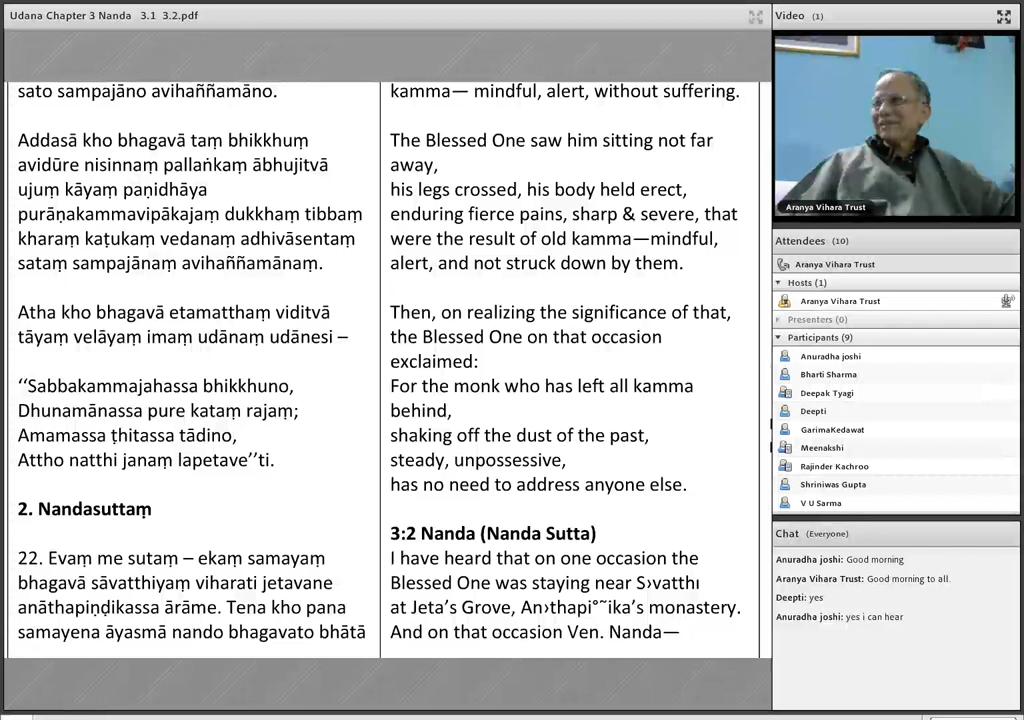 Udana Chapter 3 Nanda   3.1  3.2.pdf
sato sampajāno avihaññamāno.
Addasā kho bhagavā taṃ bhikkhuṃ
avidūre nisinnaṃ pallaṅkaṃ ābhujitvā
ujuṃ kāyaṃ paṇidhāya
purāṇakammavipākajaṃ dukkhaṃ tibbaṃ
kharaṃ kaṭukaṃ vedanaṃ adhivāsentaṃ
sataṃ sampajānaṃ avihaññamānaṃ.
Atha kho bhagavā etamatthaṃ viditvā
tāyaṃ velāyaṃ imaṃ udānaṃ udānesi –
‘‘Sabbakammajahassa bhikkhuno,
Dhunamānassa pure kataṃ rajaṃ;
Amamassa ṭhitassa tādino,
Attho natthi janaṃ lapetave’’ti.
2. Nandasuttaṃ
22. Evaṃ me sutaṃ – ekaṃ samayaṃ
bhagavā sāvatthiyaṃ viharati jetavane
anāthapiṇḍikassa ārāme. Tena kho pana
samayena āyasmā nando bhagavato bhātā
kamma— mindful, alert, without suffering.
The Blessed One saw him sitting not far
away,
his legs crossed, his body held erect,
enduring fierce pains, sharp & severe, that
were the result of old kamma—mindful,
alert, and not struck down by them.
Then, on realizing the significance of that,
the Blessed One on that occasion
exclaimed:
For the monk who has left all kamma
behind,
shaking off the dust of the past,
steady, unpossessive,
has no need to address anyone else.
3:2 Nanda (Nanda Sutta)
I have heard that on one occasion the
Blessed One was staying near S›vatthı
at Jeta’s Grove, An›thapi°˜ika’s monastery.
And on that occasion Ven. Nanda—
Video (1)
Aranya Vihara Trust
Attendees (10)
Aranya Vihara Trust
Hosts (1)
Aranya Vihara Trust
Presenters (0)
Participants (9)
Anuradha joshi
Bharti Sharma
Deepak Tyagi
Deepti
GarimaKedawat
Meenakshi
Rajinder Kachroo
Shriniwas Gupta
V U Sarma
Chat (Everyone)
Anuradha joshi: Good morning
Aranya Vihara Trust: Good morning to all.
Deepti: yes
Anuradha joshi: yes i can hear